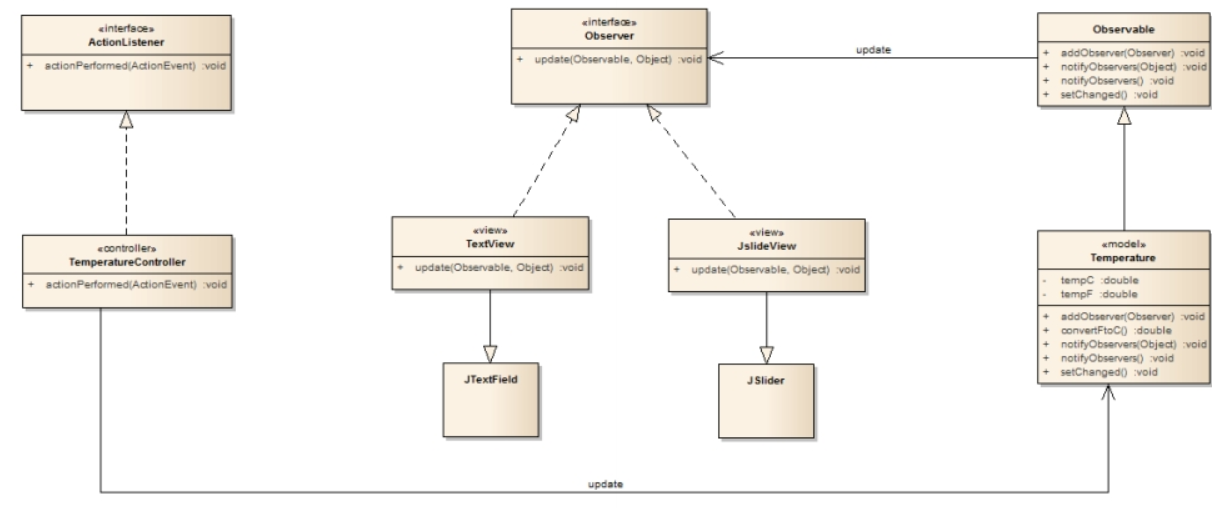 «interface»
ActionListener
+ actionPerformed(ActionEvent) :void
«interface»
Observer
+ update(Observable, Object) :void
update
Observable
+ addObserver(Observer) :void
+ notifyObservers(Object) :void
+ notifyObservers() :void
+ setChanged() :void
«controller»
TemperatureController
+ actionPerformed(ActionEvent) :void
«view»
TextView
+ update(Observable, Object) :void
«view»
JslideView
+ update(Observable, Object) :void
«model»
Temperature
- tempC :double
- tempF :double
+ addObserver(Observer) :void
+ convertFtoC() :double
+ notifyObservers(Object) :void
+ notifyObservers() :void
+ setChanged() :void
JTextField
JSlider
update